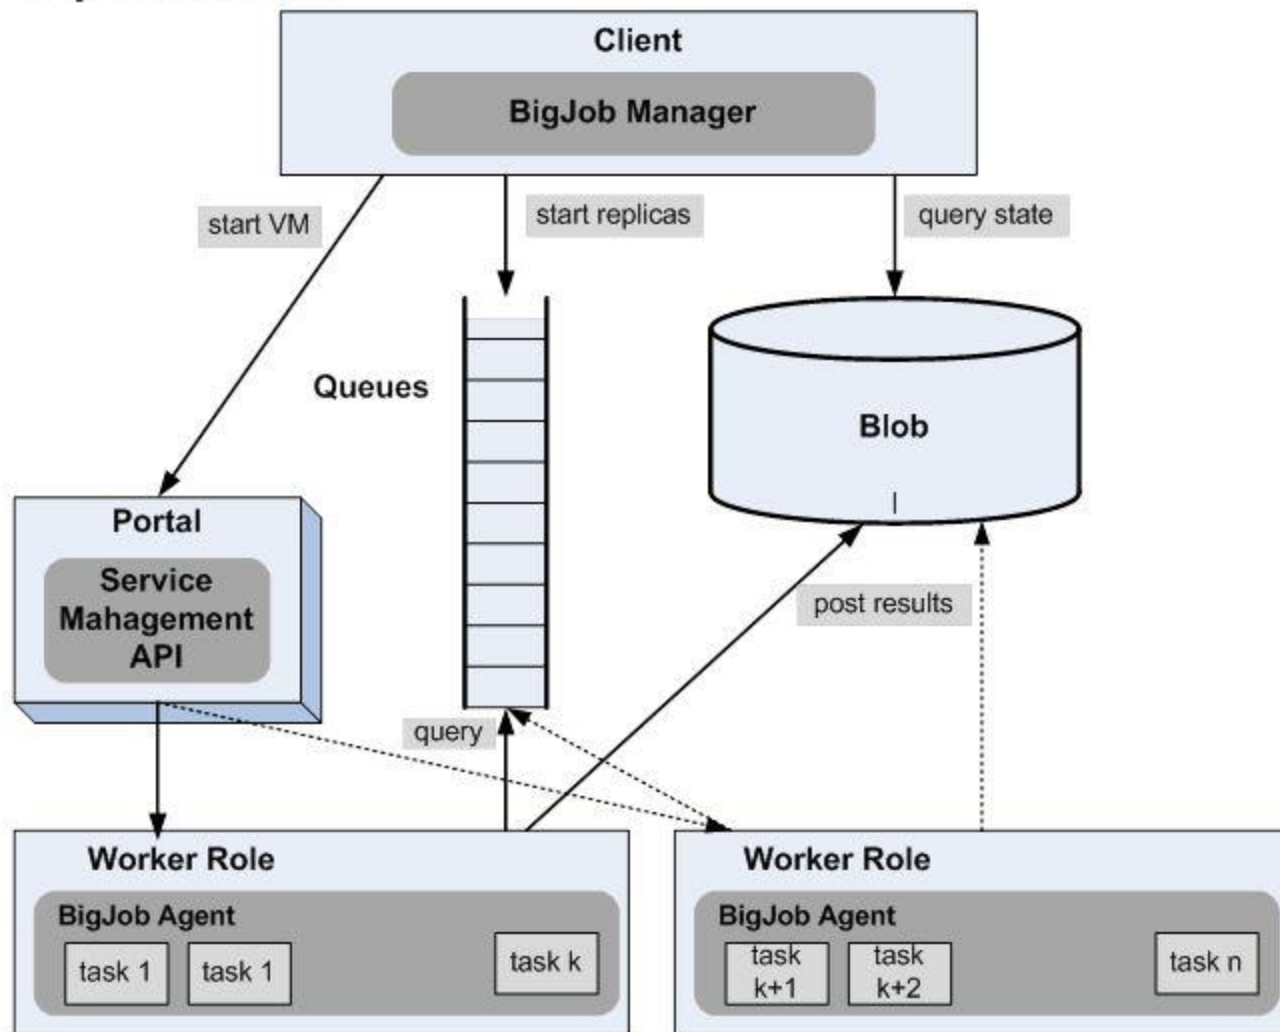 Client
BigJob Manager
start VM
start replicas
query state
Queues
Blob
Portal
Service
Mahagement
API
post results
query
Worker Role
BigJob Agent
task 1
task 1
task k
Worker Role
BigJob Agent
task
k+1
task
k+2
task n